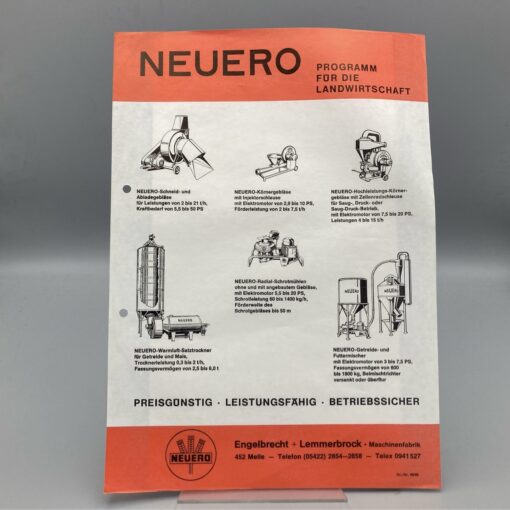 NEUERO
PROGRAMM
FÜR DIE
LANDWIRTSCHAFT
NEUERO-Schneid- und
Abladegebläse
für Leistungen von 2 bis 21 t/h,
Kraftbedarf von 5,5 bis 50 PS
NEUERO-Körnergebläse
mit Injektorschleuse
mit Elektromotor von 2,0 bis 10 PS,
Förderleistung von 2 bis 7,5 t/h
NEUERO-Hochleistungs-Körner-
gebläse mit Zellenradschleuse
für Saug-, Druck- oder
Saug-Druck-Betrieb,
mit Elektromotor von 7,5 bis 20 PS,
Leistungen 4 bis 15 t/h
NEUERO
NEUERO-Warmluft-Satztrockner
für Getreide und Mais,
Trocknerleistung 0,3 bis 2 t/h,
Fassungsvermögen von 2,5 bis 6,0 t
NEUERO-Radial-Schrotmühlen
ohne und mit angebautem Gebläse,
mit Elektromotor 5,5 bis 20 PS,
Schrotleistung 60 bis 1400 kg/h,
Förderweite des
Schrotgebläses bis 50 m
NEUERO
NEUERO-Getreide- und
Futtermischer
mit Elektromotor von 3 bis 7,5 PS,
Fassungsvermögen von 600
bis 1800 kg, Beimischtrichter
versenkt oder überflur
PREISGÜNSTIG · LEISTUNGSFÄHIG · BETRIEBSSICHER
NEUERO
Engelbrecht + Lemmerbrock · Maschinenfabrik
452 Melle – Telefon (05422) 2854–2858 – Telex 0941527